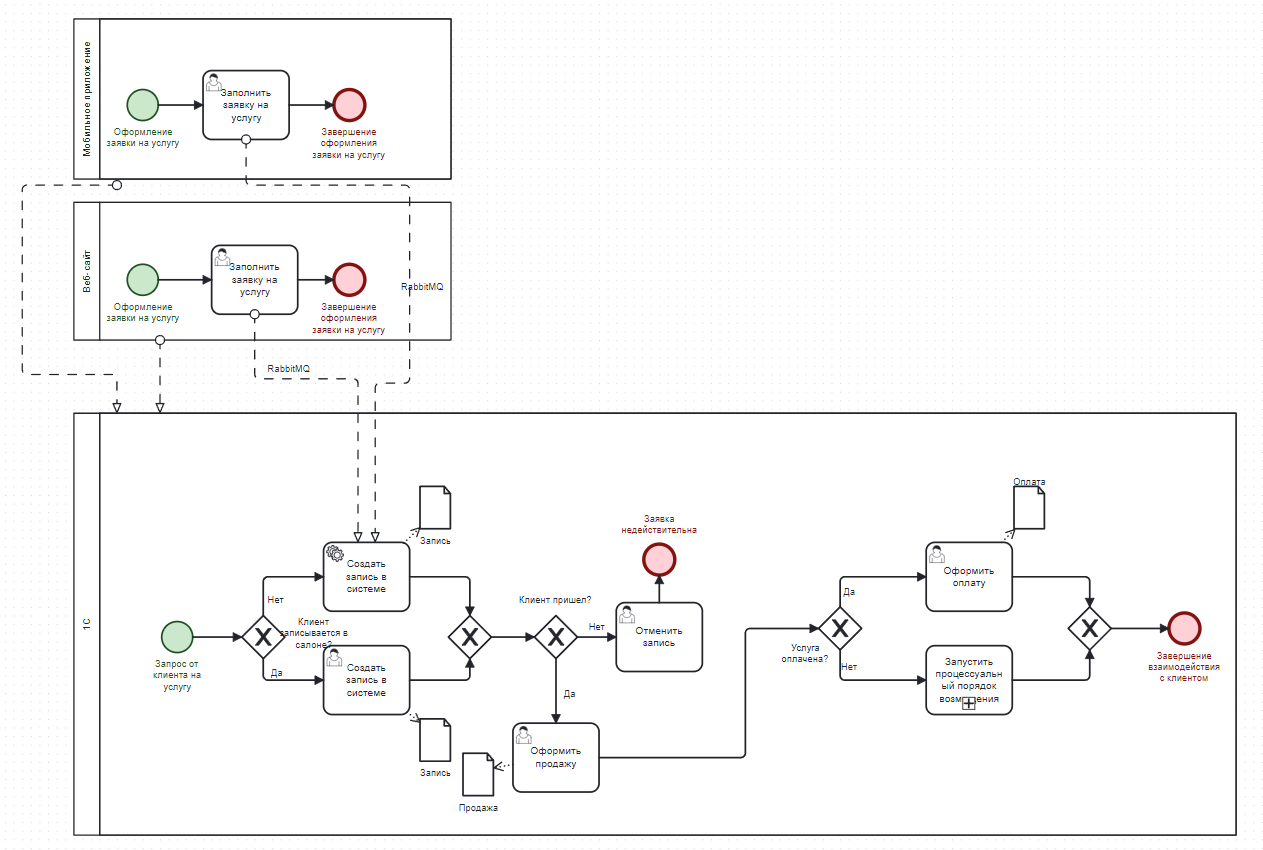 Мобильное приложение
Заполнить
заявку на
услугу
Оформление
заявки на услугу
Завершение
оформления
заявки на услугу
Веб- сайт
Заполнить
заявку на
услугу
Оформление
заявки на услугу
Завершение
оформления
заявки на услугу
RabbitMQ
RabbitMQ
1С
Запрос от
клиента на
услугу
Клиент
записывается в
салоне?
Нет
Да
Создать
запись в
системе
Запись
Создать
запись в
системе
Запись
Клиент пришел?
Нет
Да
Отменить
запись
Заявка
недействительна
Оформить
продажу
Продажа
Услуга
оплачена?
Да
Нет
Оформить
оплату
Оплата
Запустить
процессуальн
ый порядок
возмещения
Завершение
взаимодействия
с клиентом